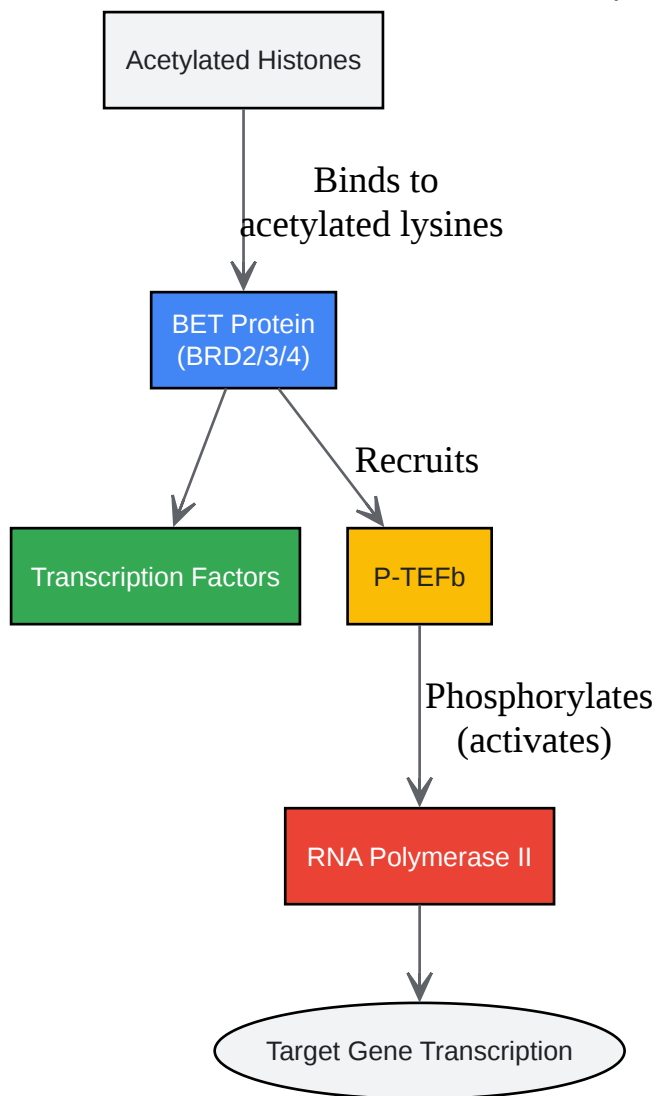 Acetylated Histones
Binds to
acetylated lysines
BET Protein
(BRD2/3/4)
Recruits
Transcription Factors
P-TEFb
Phosphorylates
(activates)
RNA Polymerase II
Target Gene Transcription